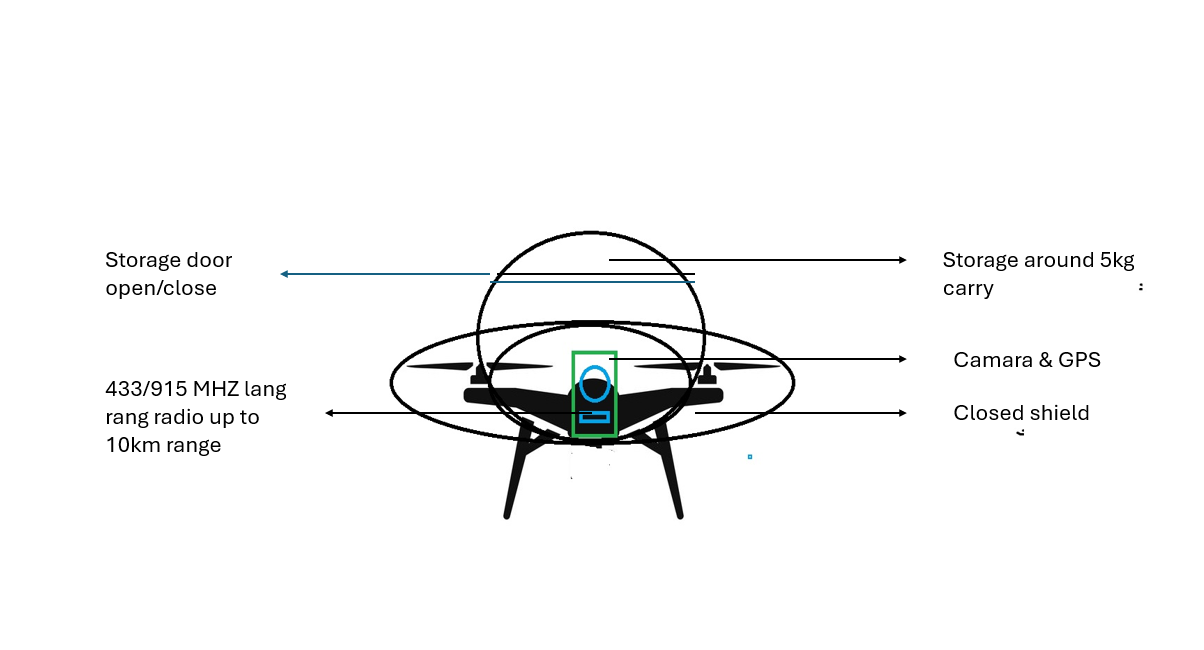 Storage door
open/close
Storage around 5kg
carry
Camara & GPS
433/915 MHZ lang
rang radio up to
10km range
Closed shield